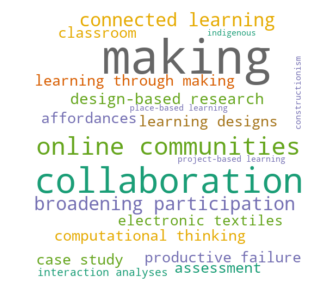 connected learning
classroom
indigenous
making
learning through making
constructionism
design-based research
place-based learning
affordances
learning designs
online communities
project-based learning
collaboration
broadening participation
electronic textiles
computational thinking
case study
productive failure
interaction analyses
assessment